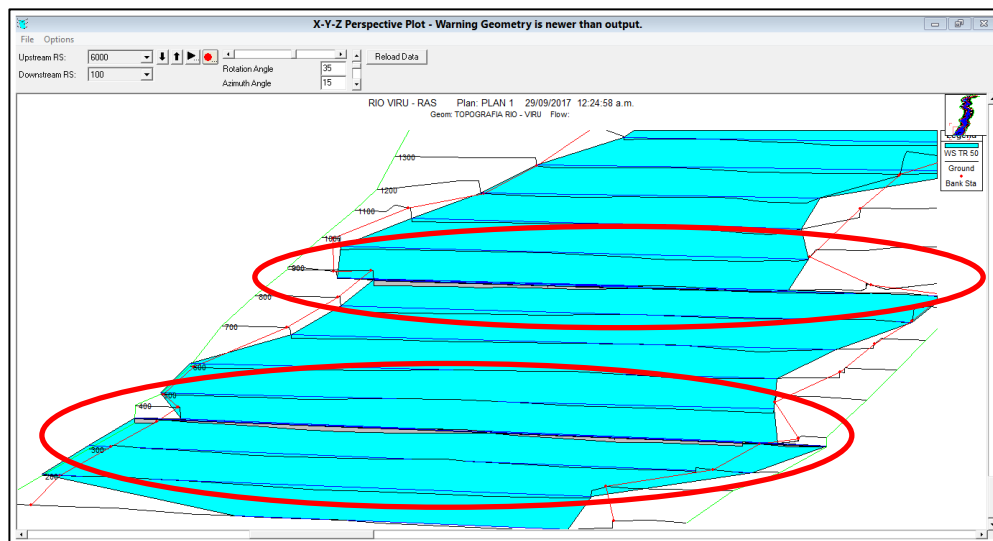 X-Y-Z Perspective Plot - Warning Geometry is newer than output.
File Options
Upstream RS: 6000
Downstream RS: 100
Rotation Angle 35
Azimuth Angle 15
Reload Data
RIO VIRU - RAS Plan: PLAN 1 29/09/2017 12:24:58 a.m.
Geom: TOPOGRAFIA RIO - VIRU Flow:
Legend
WS TR 50
Ground
Bank Sta
1300
1200
1100
1000
900
800
700
600
500
400
300
200